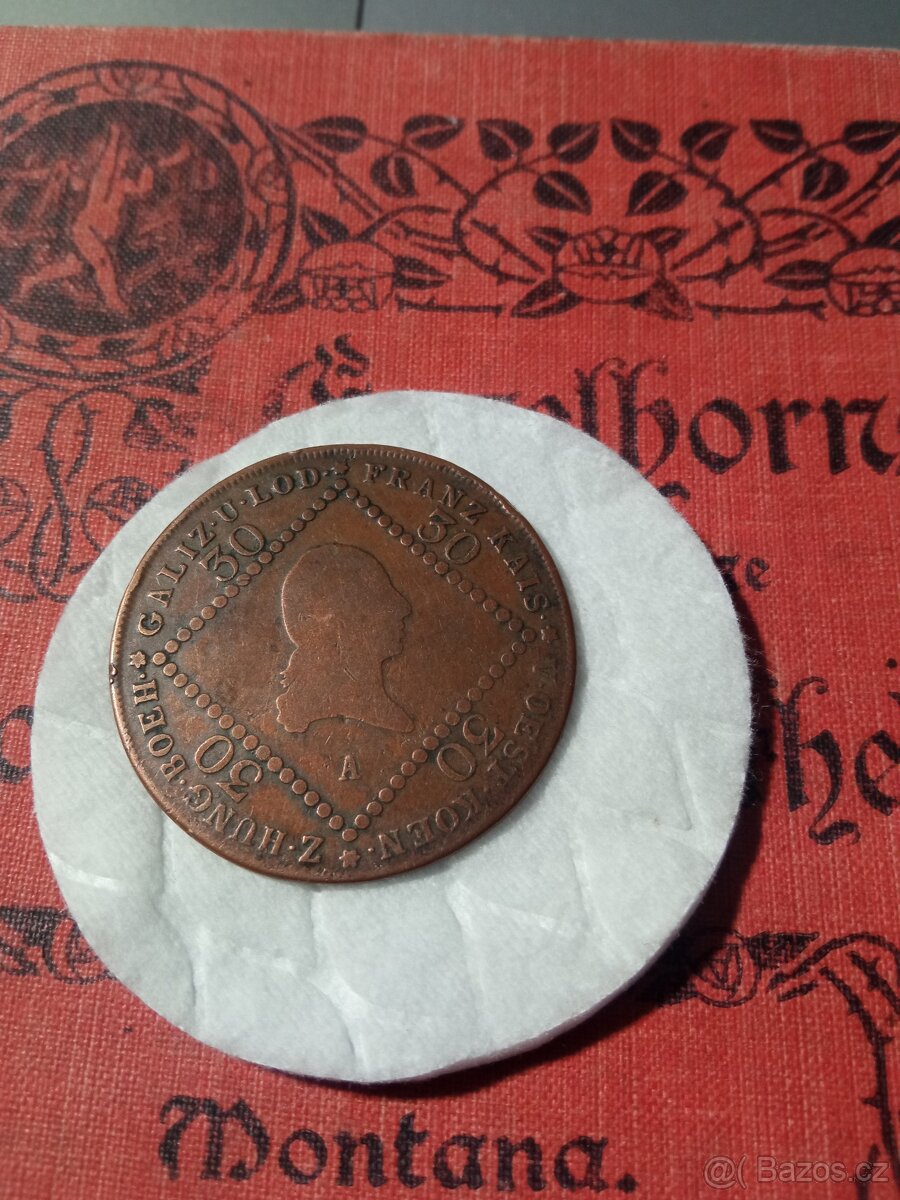 FRANZ KAIS·
V OEST·KOEN·
Z·HUNG·BOEH·
GALIZ·U·LOD·
30
30
30
30
A
Montana.
@( Bazos.cz